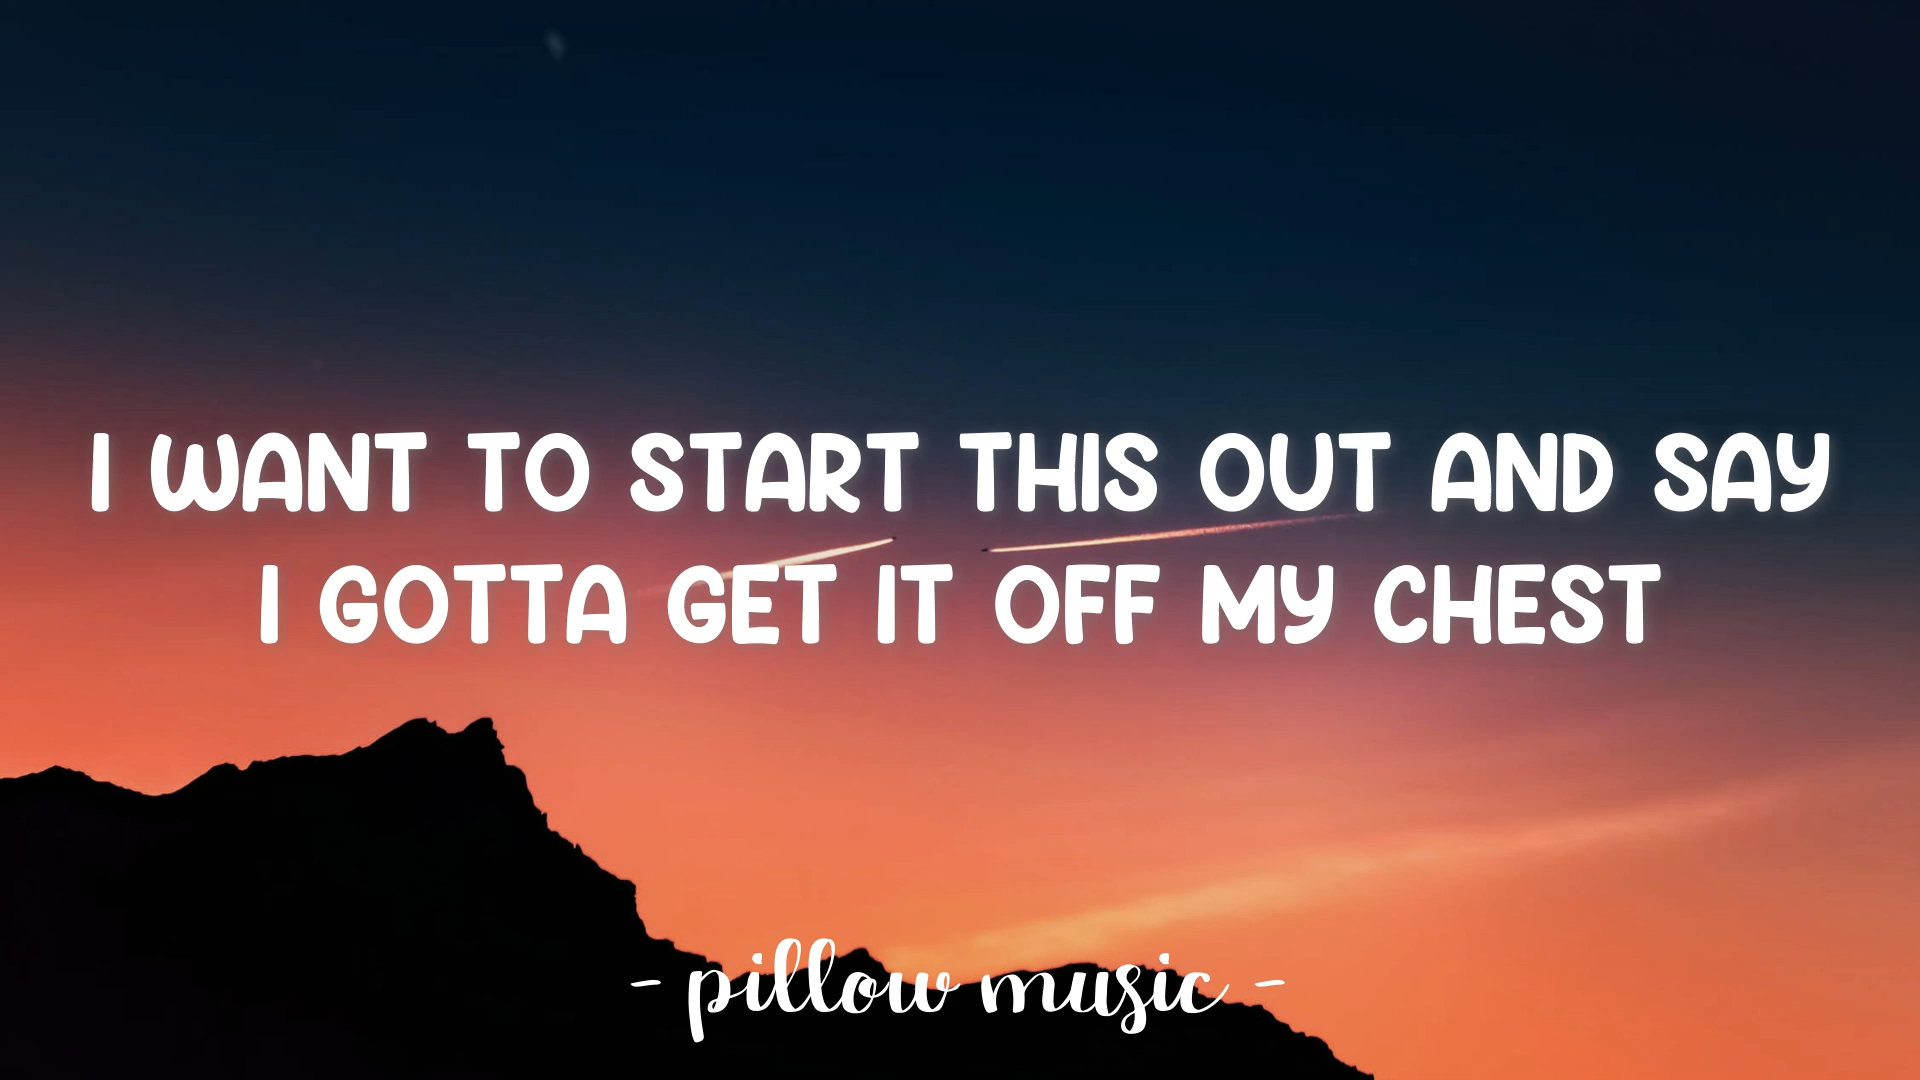 I WANT TO START THIS OUT AND SAY
I GOTTA GET IT OFF MY CHEST
- pillow music -